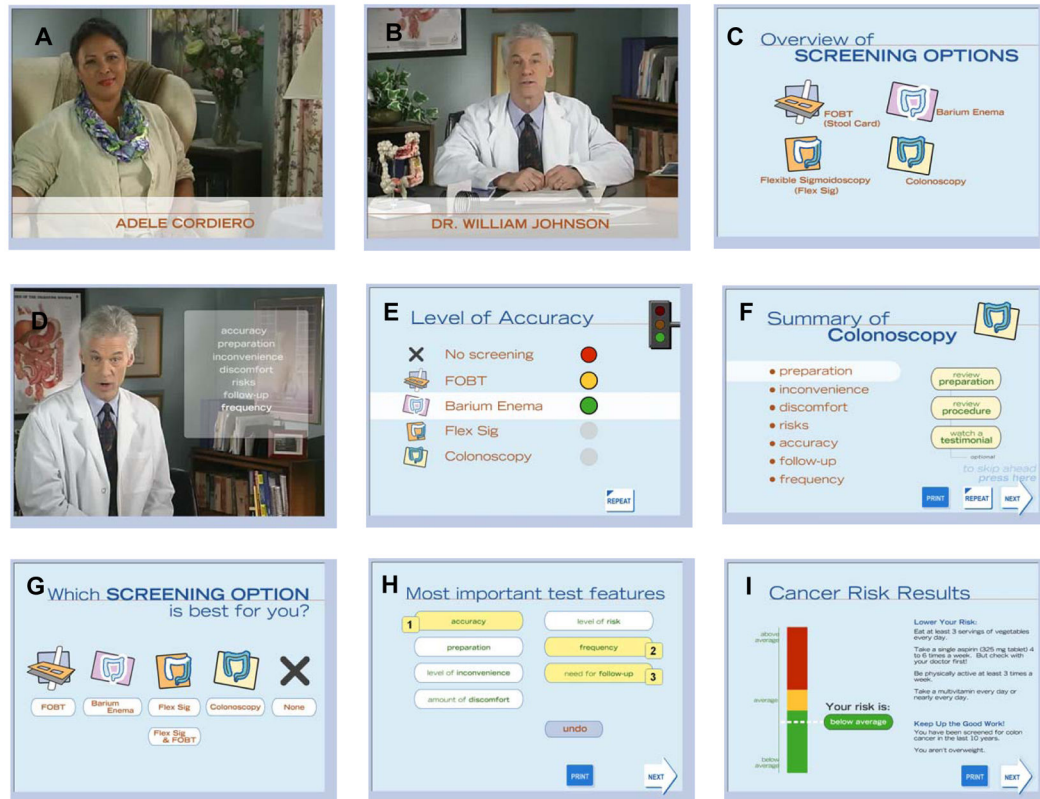 A
ADELE CORDIERO
B
DR. WILLIAM JOHNSON
C
Overview of
SCREENING OPTIONS
FOBT
(Stool Card)
Barium Enema
Flexible Sigmoidoscopy
(Flex Sig)
Colonoscopy
D
accuracy
preparation
inconvenience
discomfort
risks
follow-up
frequency
E
Level of Accuracy
No screening
FOBT
Barium Enema
Flex Sig
Colonoscopy
REPEAT
F
Summary of
Colonoscopy
• preparation
• inconvenience
• discomfort
• risks
• accuracy
• follow-up
• frequency
review
preparation
review
procedure
watch a
testimonial
optional
to skip ahead
press here
PRINT
REPEAT
NEXT
G
Which SCREENING OPTION
is best for you?
FOBT
Barium
Enema
Flex Sig
Colonoscopy
None
Flex Sig
& FOBT
H
Most important test features
1
accuracy
level of risk
preparation
frequency
2
level of inconvenience
need for follow-up
3
amount of discomfort
undo
PRINT
NEXT
I
Cancer Risk Results
above
average
average
below
average
Your risk is:
below average
Lower Your Risk:
Eat at least 3 servings of vegetables
every day.
Take a single aspirin (325 mg tablet) 4
to 6 times a week. But check with
your doctor first!
Be physically active at least 3 times a
week.
Take a multivitamin every day or
nearly every day.
Keep Up the Good Work!
You have been screened for colon
cancer in the last 10 years.
You aren't overweight.
PRINT
NEXT